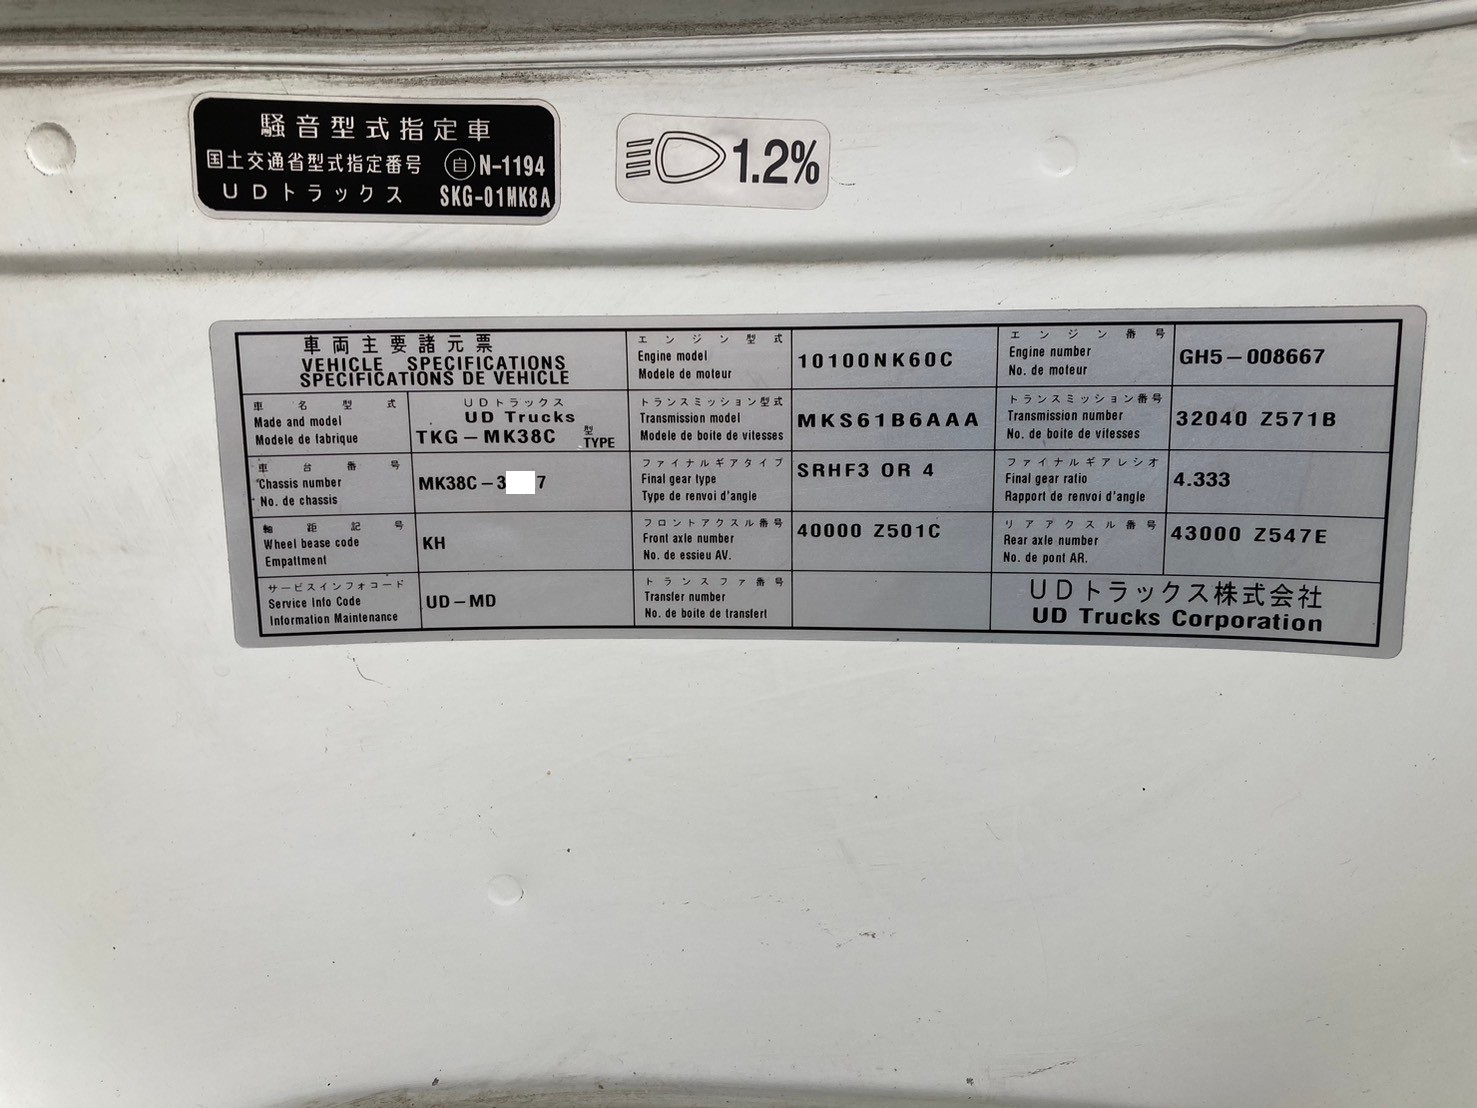 騒音型式指定車
国土交通省型式指定番号 自 N-1194
UDトラックス SKG-01MK8A
1.2%
車両主要諸元票
VEHICLE SPECIFICATIONS
SPECIFICATIONS DE VEHICLE
エンジン型式
Engine model
Modele de moteur
10100NK60C
エンジン番号
Engine number
No. de moteur
GH5-008667
車名型式
Made and model
Modele de fabrique
UDトラックス
UD Trucks
TKG-MK38C 型 TYPE
トランスミッション型式
Transmission model
Modele de boite de vitesses
MKS61B6AAA
トランスミッション番号
Transmission number
No. de boite de vitesses
32040 Z571B
車台番号
Chassis number
No. de chassis
MK38C-3 7
ファイナルギアタイプ
Final gear type
Type de renvoi d'angle
SRHF3 OR 4
ファイナルギアレシオ
Final gear ratio
Rapport de renvoi d'angle
4.333
軸距記号
Wheel bease code
Empattment
KH
フロントアクスル番号
Front axle number
No. de essieu AV.
40000 Z501C
リアアクスル番号
Rear axle number
No. de pont AR.
43000 Z547E
サービスインフォコード
Service Info Code
Information Maintenance
UD-MD
トランスファ番号
Transfer number
No. de boite de transfert
UDトラックス株式会社
UD Trucks Corporation